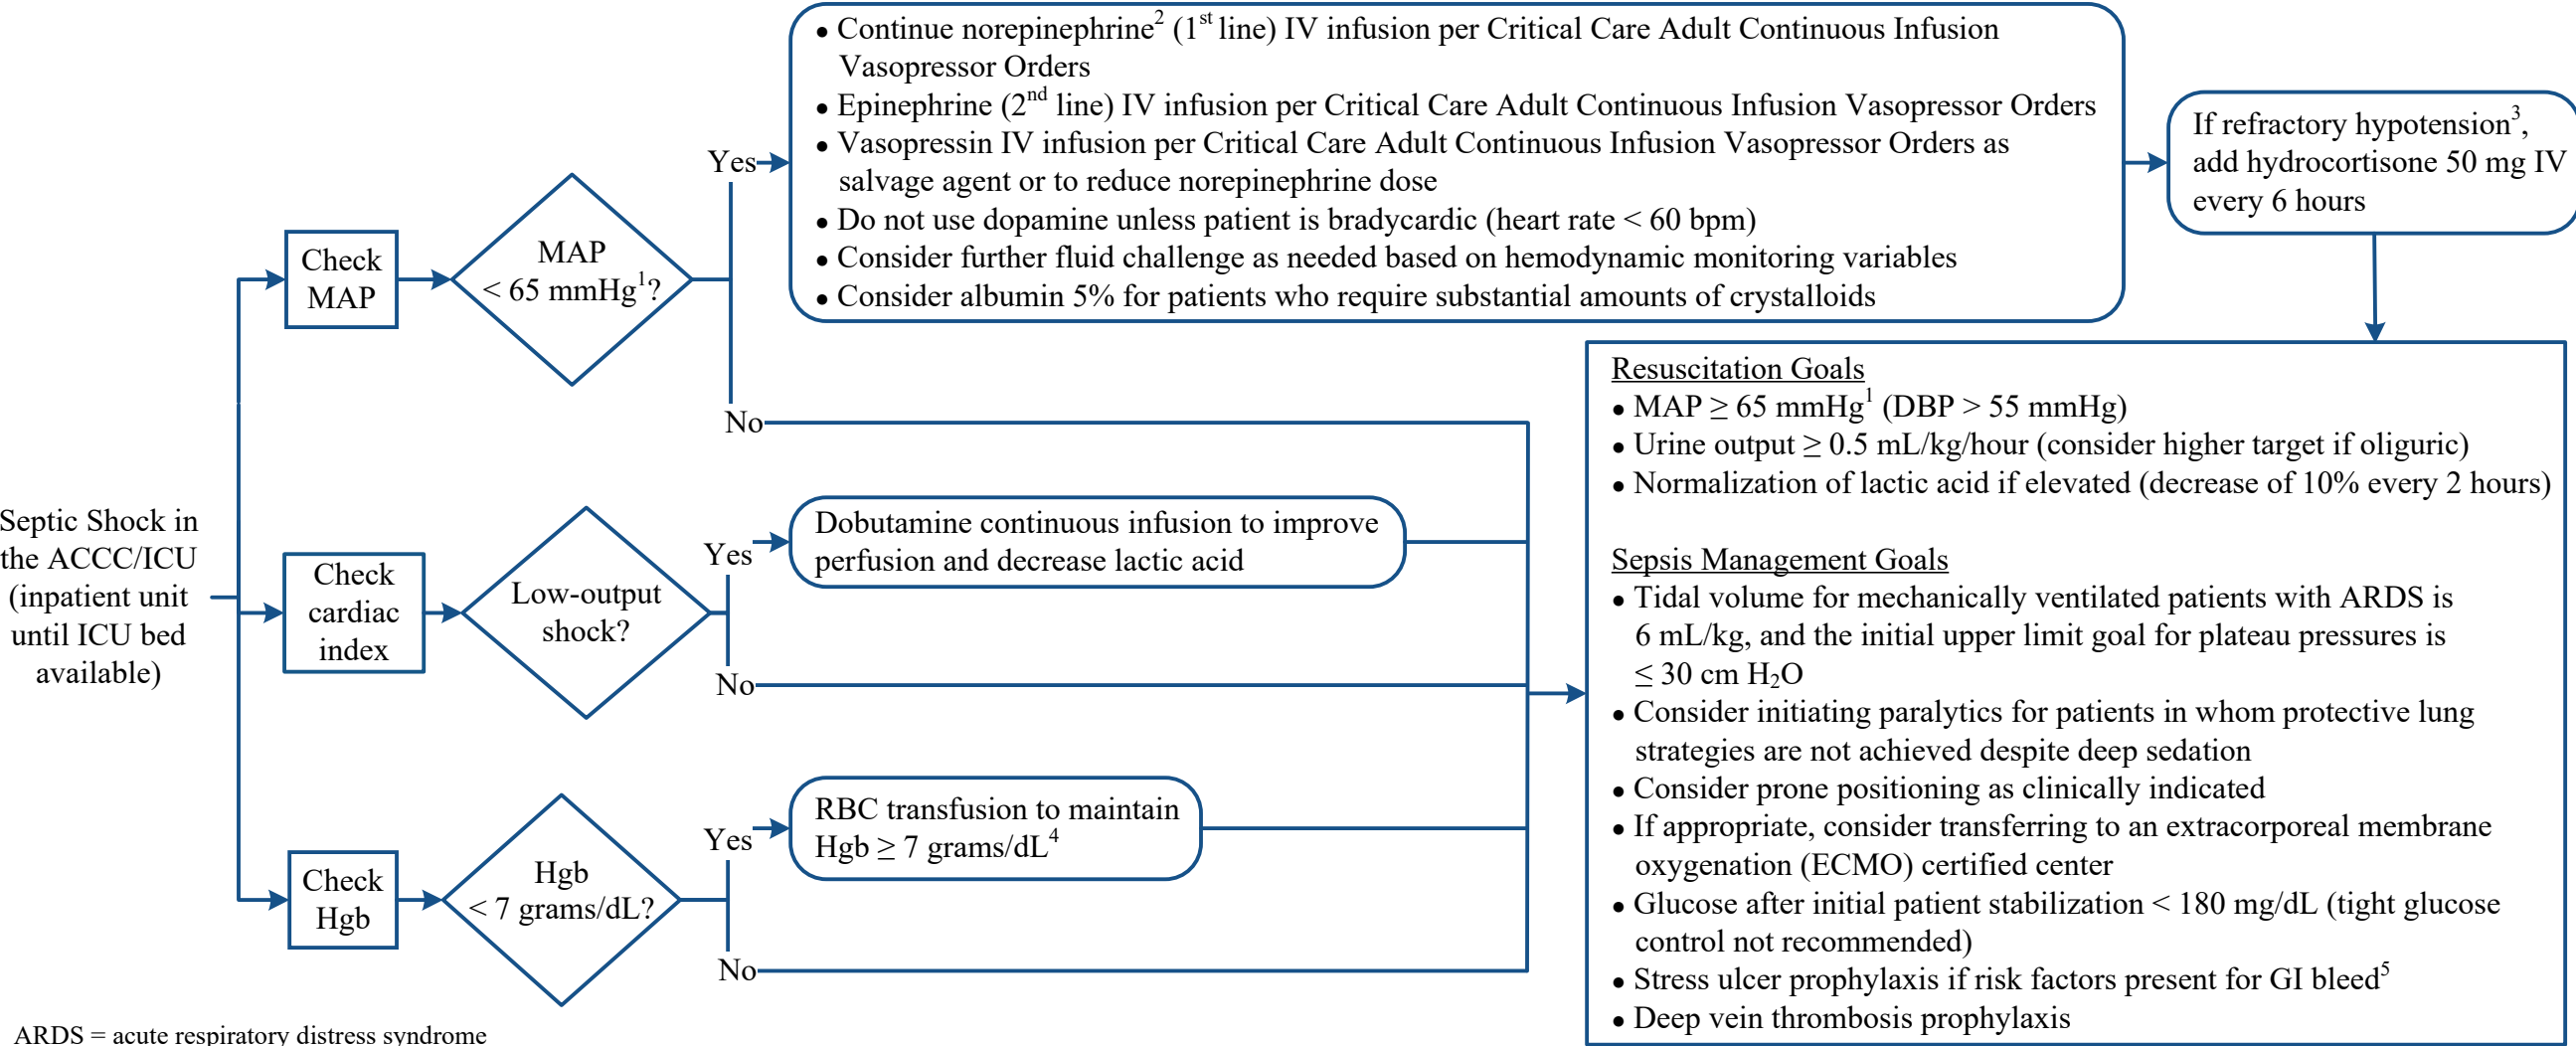 Septic Shock in
the ACCC/ICU
(inpatient unit
until ICU bed
available)
Check
MAP
MAP
< 65 mmHg¹?
Yes
No
• Continue norepinephrine² (1st line) IV infusion per Critical Care Adult Continuous Infusion
Vasopressor Orders
• Epinephrine (2nd line) IV infusion per Critical Care Adult Continuous Infusion Vasopressor Orders
• Vasopressin IV infusion per Critical Care Adult Continuous Infusion Vasopressor Orders as
salvage agent or to reduce norepinephrine dose
• Do not use dopamine unless patient is bradycardic (heart rate < 60 bpm)
• Consider further fluid challenge as needed based on hemodynamic monitoring variables
• Consider albumin 5% for patients who require substantial amounts of crystalloids
If refractory hypotension³,
add hydrocortisone 50 mg IV
every 6 hours
Check
cardiac
index
Low-output
shock?
Yes
No
Dobutamine continuous infusion to improve
perfusion and decrease lactic acid
Check
Hgb
Hgb
< 7 grams/dL?
Yes
No
RBC transfusion to maintain
Hgb ≥ 7 grams/dL⁴
Resuscitation Goals
• MAP ≥ 65 mmHg¹ (DBP > 55 mmHg)
• Urine output ≥ 0.5 mL/kg/hour (consider higher target if oliguric)
• Normalization of lactic acid if elevated (decrease of 10% every 2 hours)
Sepsis Management Goals
• Tidal volume for mechanically ventilated patients with ARDS is
6 mL/kg, and the initial upper limit goal for plateau pressures is
≤ 30 cm H₂O
• Consider initiating paralytics for patients in whom protective lung
strategies are not achieved despite deep sedation
• Consider prone positioning as clinically indicated
• If appropriate, consider transferring to an extracorporeal membrane
oxygenation (ECMO) certified center
• Glucose after initial patient stabilization < 180 mg/dL (tight glucose
control not recommended)
• Stress ulcer prophylaxis if risk factors present for GI bleed⁵
• Deep vein thrombosis prophylaxis
ARDS = acute respiratory distress syndrome